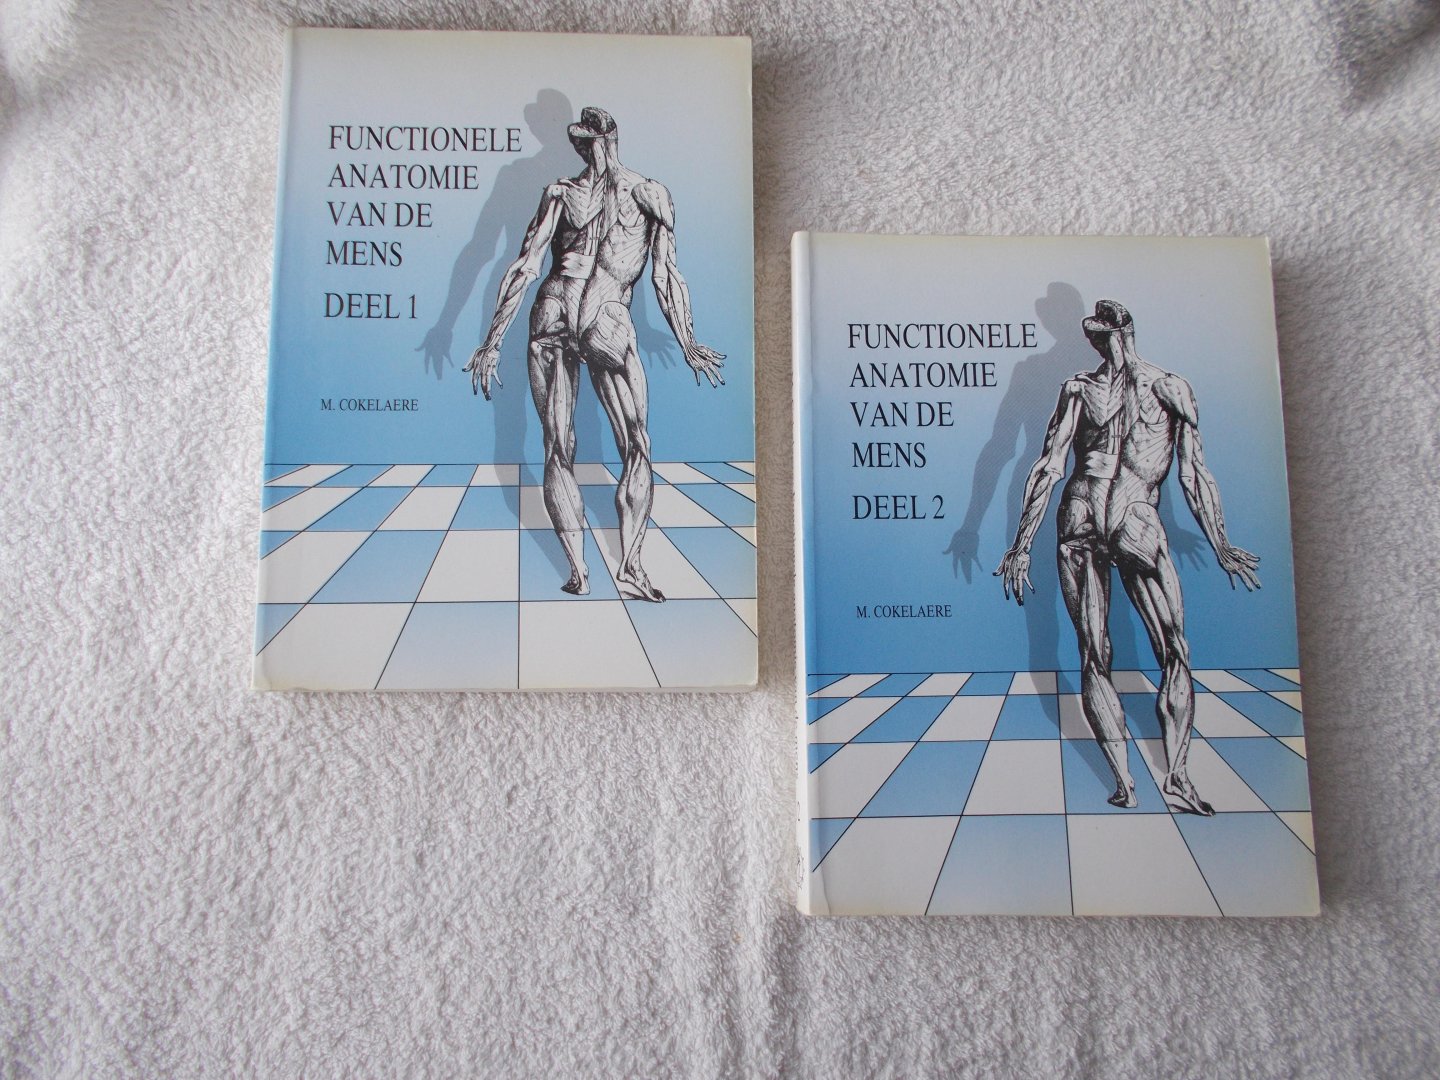 FUNCTIONELE
ANATOMIE
VAN DE
MENS
DEEL 1
M. COKELAERE
FUNCTIONELE
ANATOMIE
VAN DE
MENS
DEEL 2
M. COKELAERE